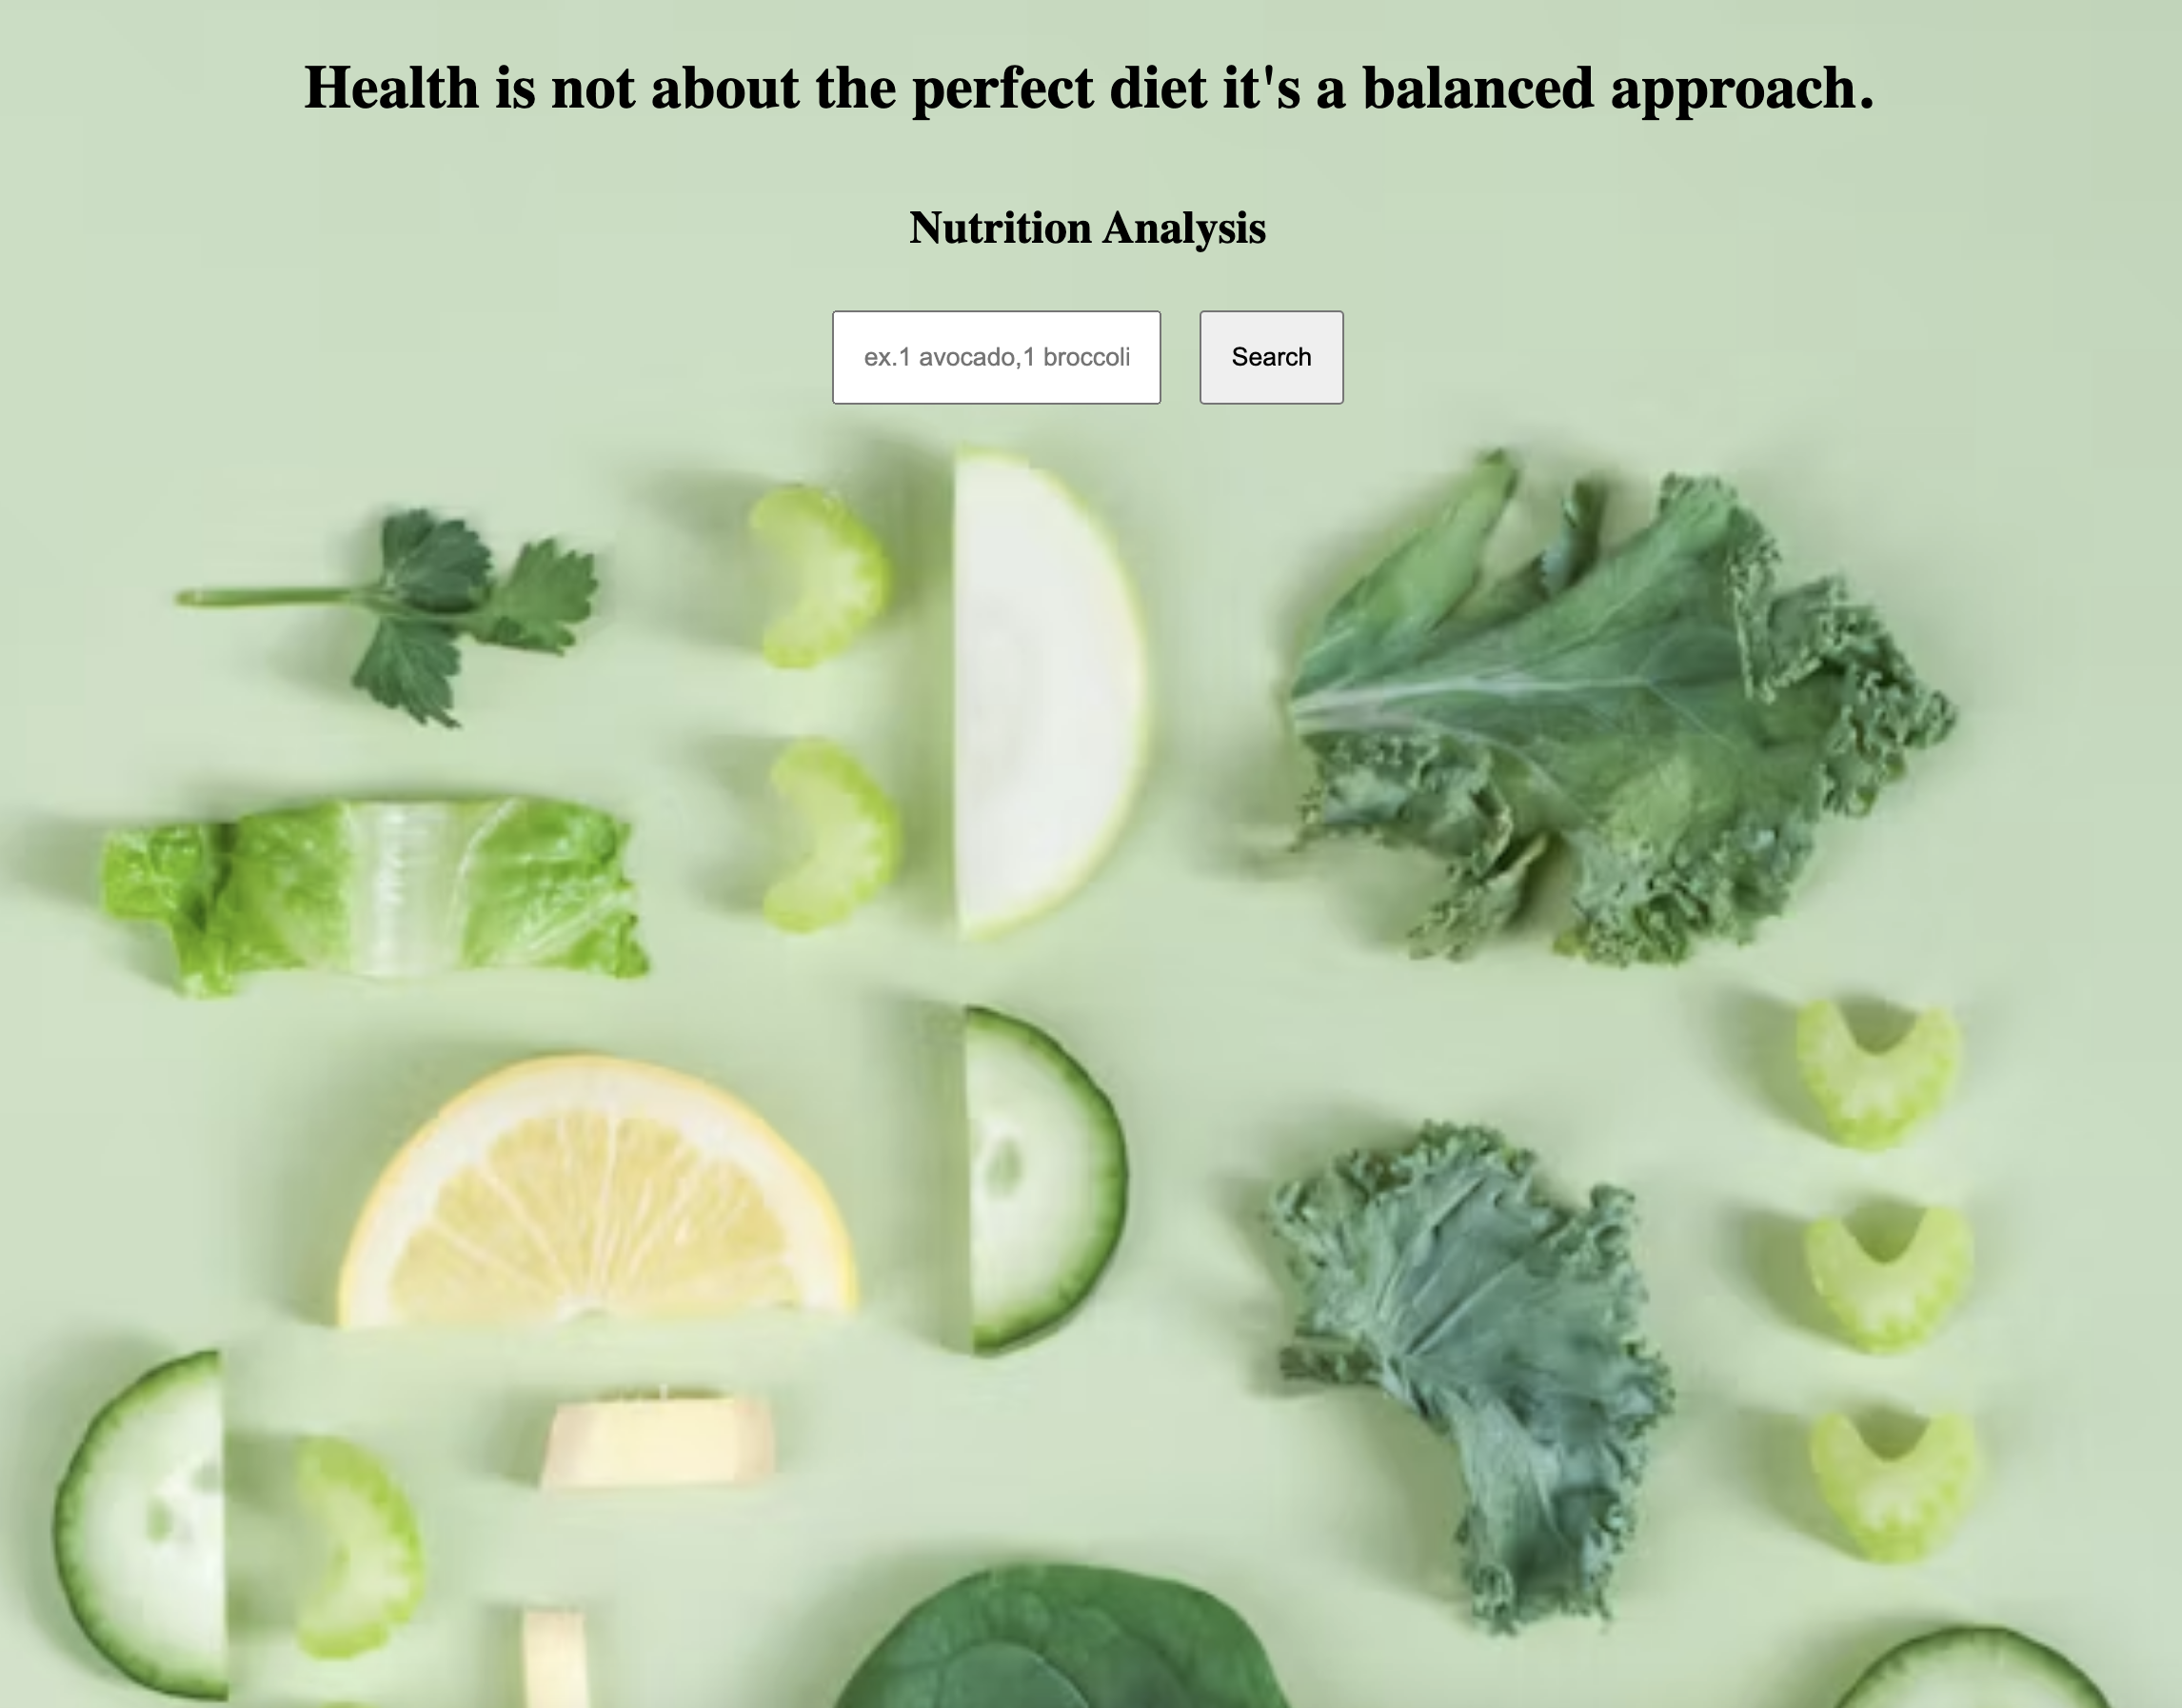 Health is not about the perfect diet it's a balanced approach.
Nutrition Analysis
ex.1 avocado,1 broccoli
Search